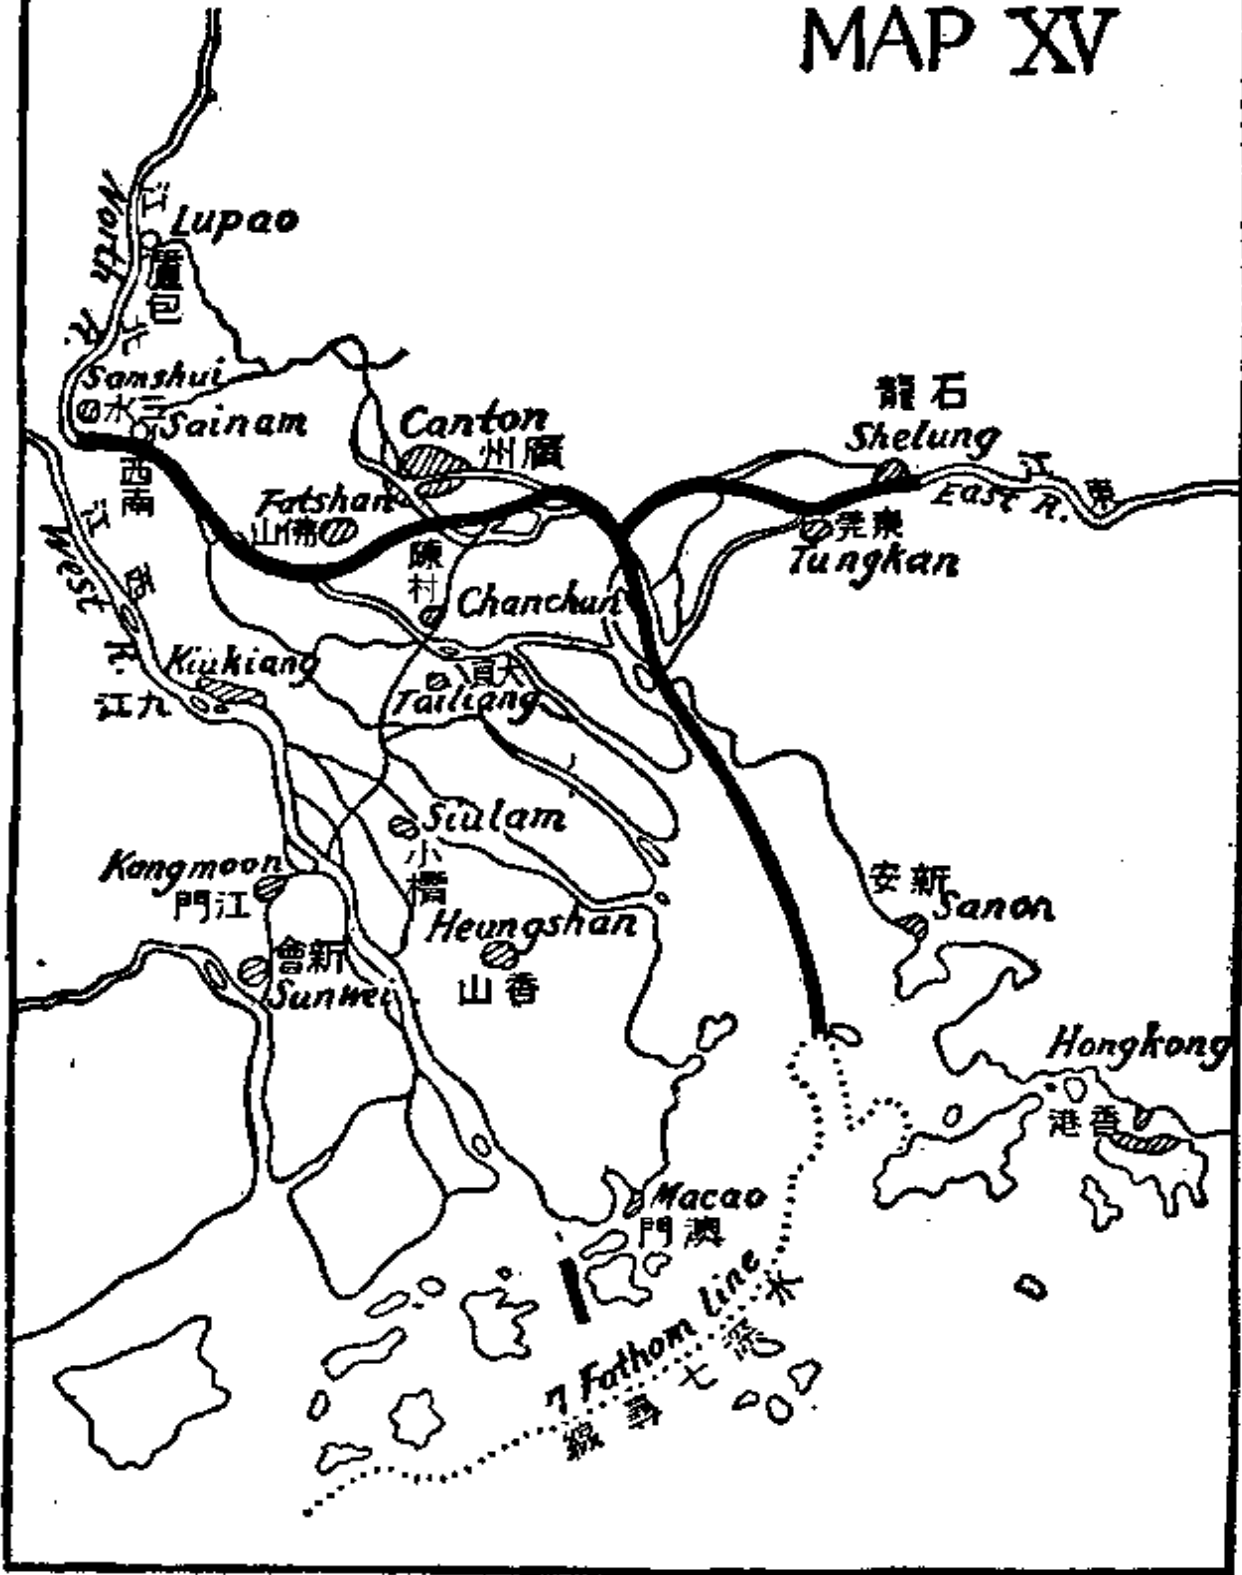 MAP XV
North R.
北江
Lupao
蘆包
Samshui
三水
Sainam
西南
Canton
廣州
石龍
Shelung
East R.
東江
Fatshan
佛山
東莞
Tungkan
West R.
西江
陳村
Chanchun
Kiukiang
九江
大良
Tailiang
Siulam
小欖
Kongmoon
江門
新安
Sanon
Heungshan
香山
新會
Sunwei
Hongkong
香港
Macao
澳門
7 Fathom line
水深七尋線